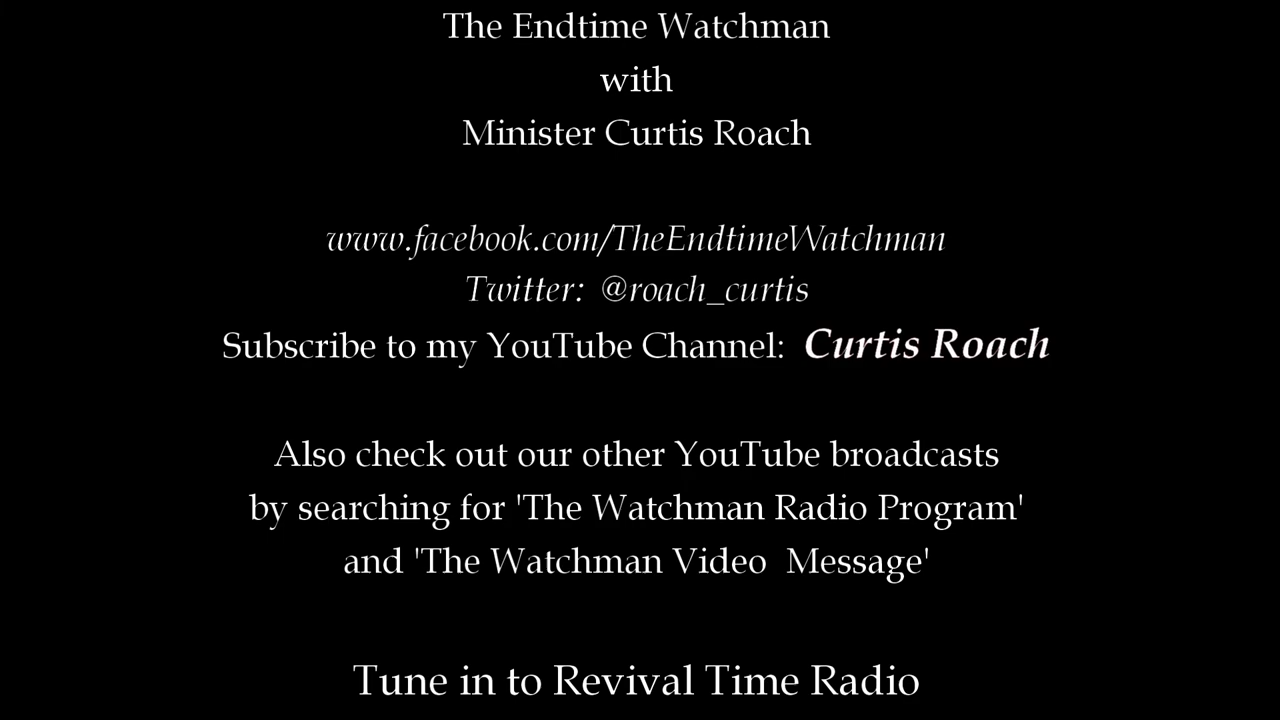 The Endtime Watchman
with
Minister Curtis Roach
www.facebook.com/TheEndtimeWatchman
Twitter:  @roach_curtis
Subscribe to my YouTube Channel:  Curtis Roach
Also check out our other YouTube broadcasts
by searching for 'The Watchman Radio Program'
and 'The Watchman Video  Message'
Tune in to Revival Time Radio